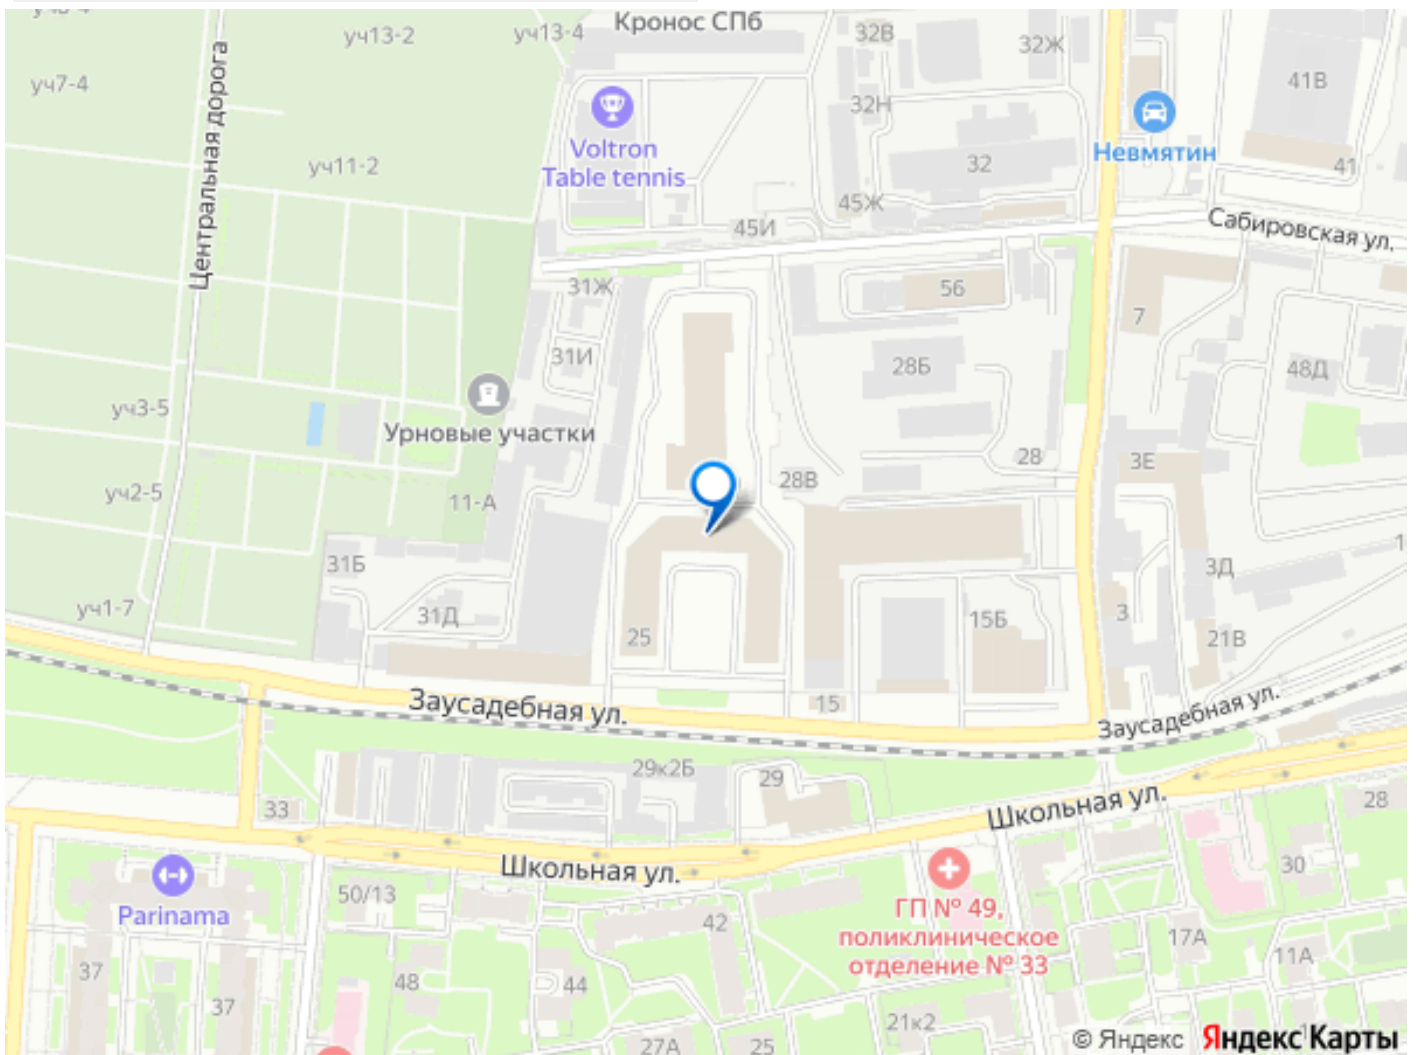 Кронос СПб
уч13-2
уч13-4
32В
32Ж
уч7-4
41В
Центральная дорога
32Н
Voltron
Table tennis
Невмятин
уч11-2
32
41
45Ж
45И
Сабировская ул.
31Ж
56
7
31И
28Б
48Д
уч3-5
Урновые участки
28
3Е
28В
уч2-5
11-А
31Б
3Д
уч1-7
31Д
25
15Б
3
21В
Заусадебная ул.
15
Заусадебная ул.
29к2Б
29
33
Школьная ул.
28
Школьная ул.
30
50/13
Parinama
ГП № 49,
поликлиническое
отделение № 33
42
17А
11А
37
48
44
37
21к2
27А
25
© Яндекс Яндекс Карты